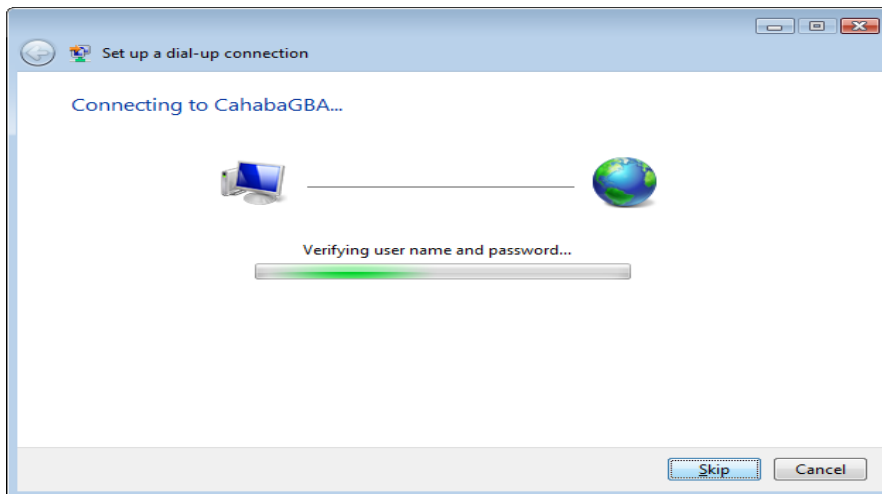 Set up a dial-up connection
Connecting to CahabaGBA...
Verifying user name and password...
Skip
Cancel